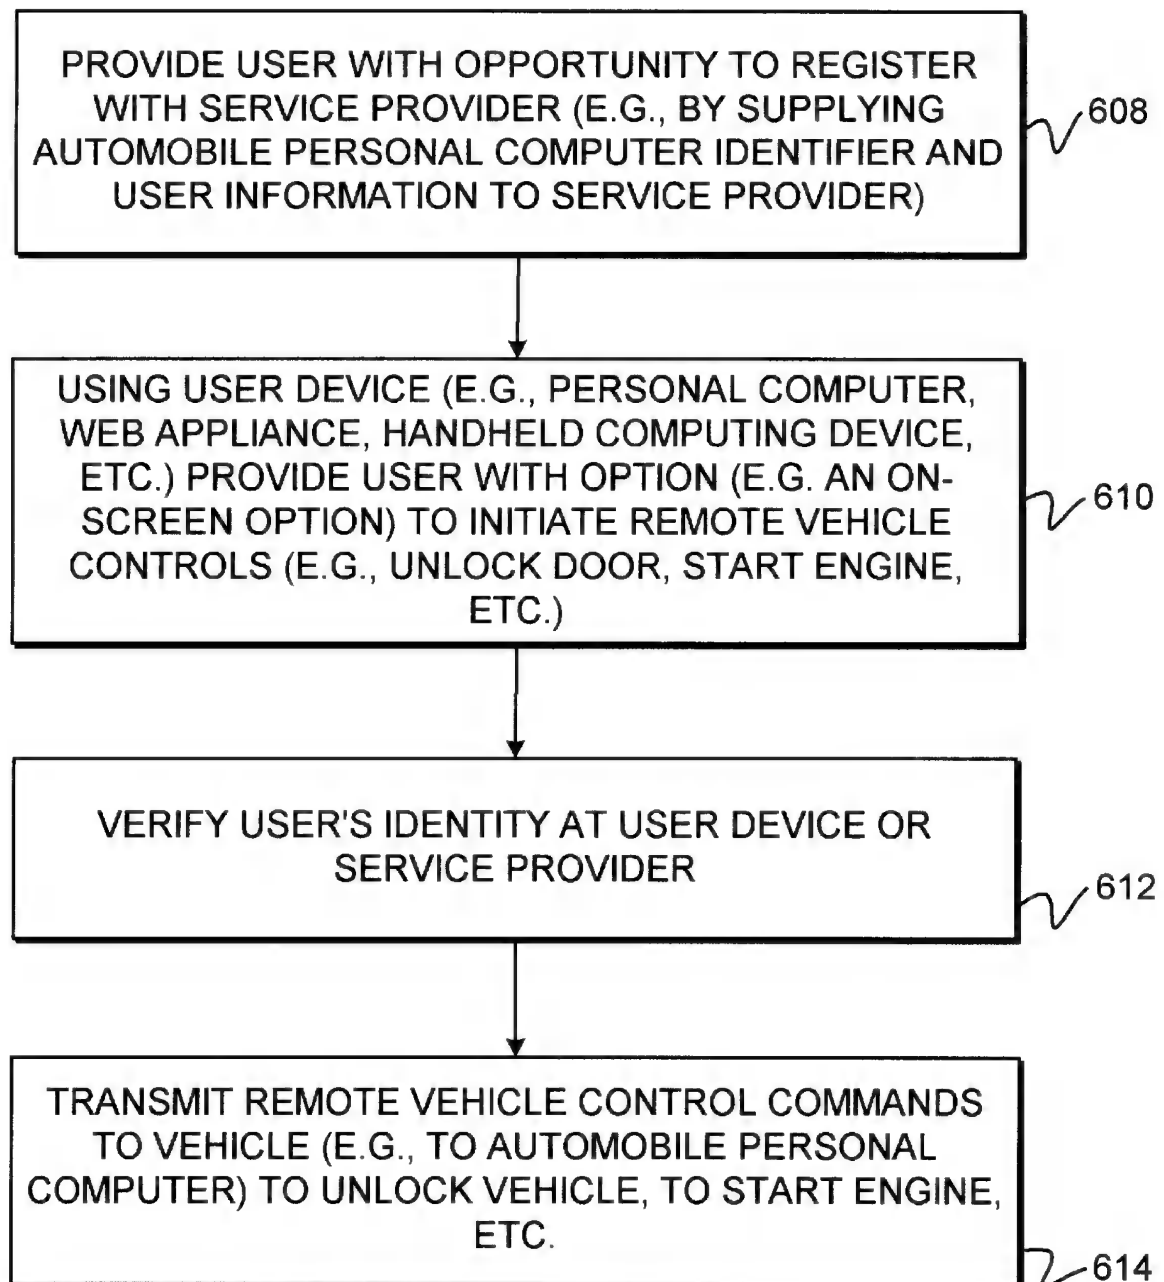 PROVIDE USER WITH OPPORTUNITY TO REGISTER
WITH SERVICE PROVIDER (E.G., BY SUPPLYING
AUTOMOBILE PERSONAL COMPUTER IDENTIFIER AND
USER INFORMATION TO SERVICE PROVIDER)
608
USING USER DEVICE (E.G., PERSONAL COMPUTER,
WEB APPLIANCE, HANDHELD COMPUTING DEVICE,
ETC.) PROVIDE USER WITH OPTION (E.G. AN ON-
SCREEN OPTION) TO INITIATE REMOTE VEHICLE
CONTROLS (E.G., UNLOCK DOOR, START ENGINE,
ETC.)
610
VERIFY USER'S IDENTITY AT USER DEVICE OR
SERVICE PROVIDER
612
TRANSMIT REMOTE VEHICLE CONTROL COMMANDS
TO VEHICLE (E.G., TO AUTOMOBILE PERSONAL
COMPUTER) TO UNLOCK VEHICLE, TO START ENGINE,
ETC.
614